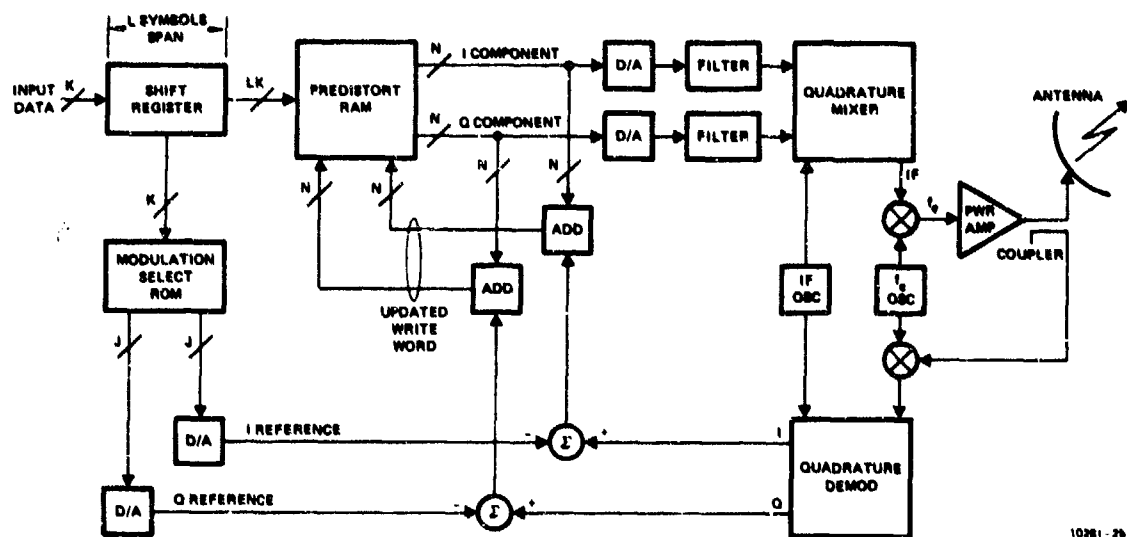 L SYMBOLS
SPAN
INPUT
DATA
K
SHIFT
REGISTER
LK
PREDISTORT
RAM
N
I COMPONENT
D/A
FILTER
QUADRATURE
MIXER
N
Q COMPONENT
D/A
FILTER
ANTENNA
K
N
N
N
N
ADD
ADD
UPDATED
WRITE
WORD
IF
PWR
AMP
COUPLER
IF
OSC
OSC
MODULATION
SELECT
ROM
J
J
D/A
I REFERENCE
-
Σ
+
I
QUADRATURE
DEMOD
D/A
Q REFERENCE
-
Σ
+
Q